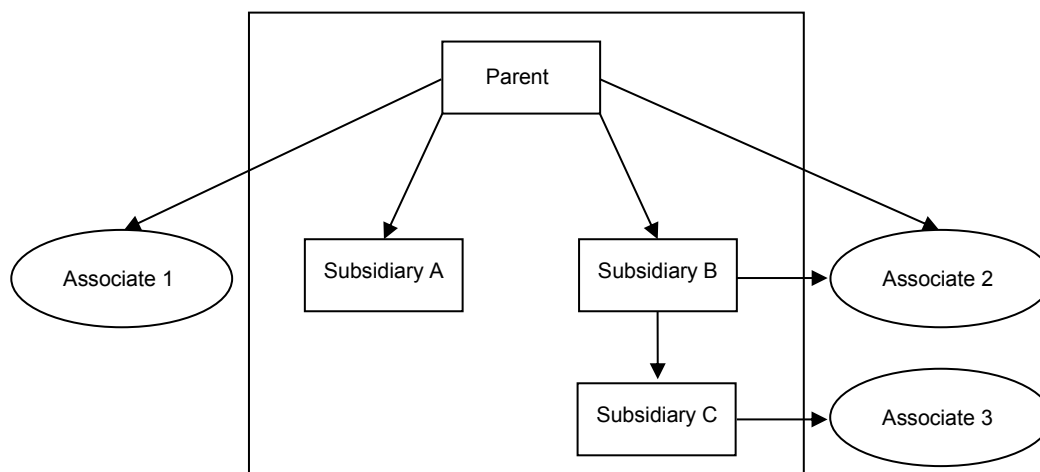 Parent
Associate 1
Subsidiary A
Subsidiary B
Associate 2
Subsidiary C
Associate 3